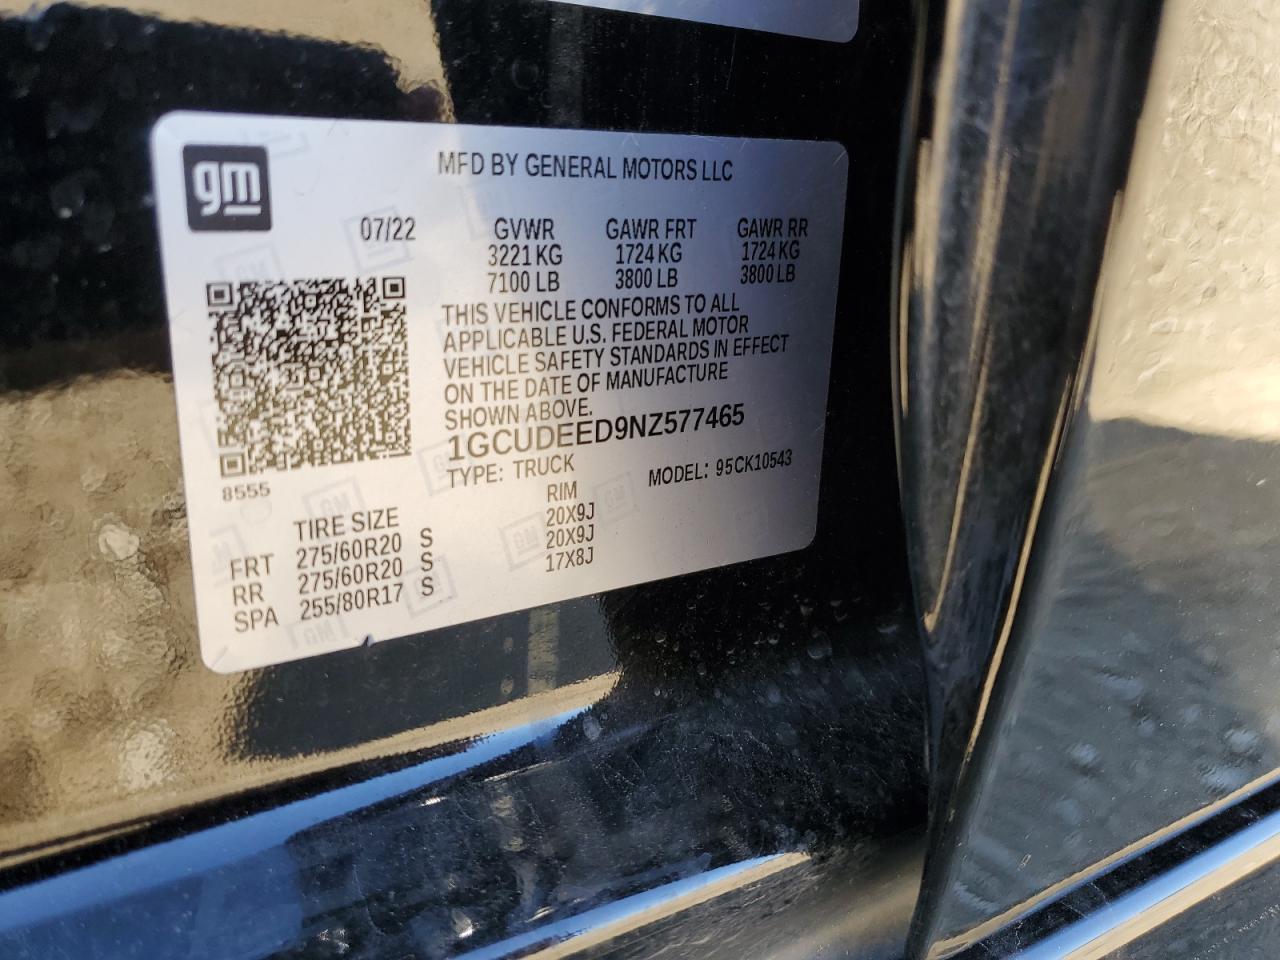 gm
MFD BY GENERAL MOTORS LLC
07/22 GVWR GAWR FRT GAWR RR
3221 KG 1724 KG 1724 KG
7100 LB 3800 LB 3800 LB
THIS VEHICLE CONFORMS TO ALL
APPLICABLE U.S. FEDERAL MOTOR
VEHICLE SAFETY STANDARDS IN EFFECT
ON THE DATE OF MANUFACTURE
SHOWN ABOVE.
1GCUDEED9NZ577465
TYPE: TRUCK MODEL: 95CK10543
8555
TIRE SIZE RIM
FRT 275/60R20 S 20X9J
RR 275/60R20 S 20X9J
SPA 255/80R17 S 17X8J